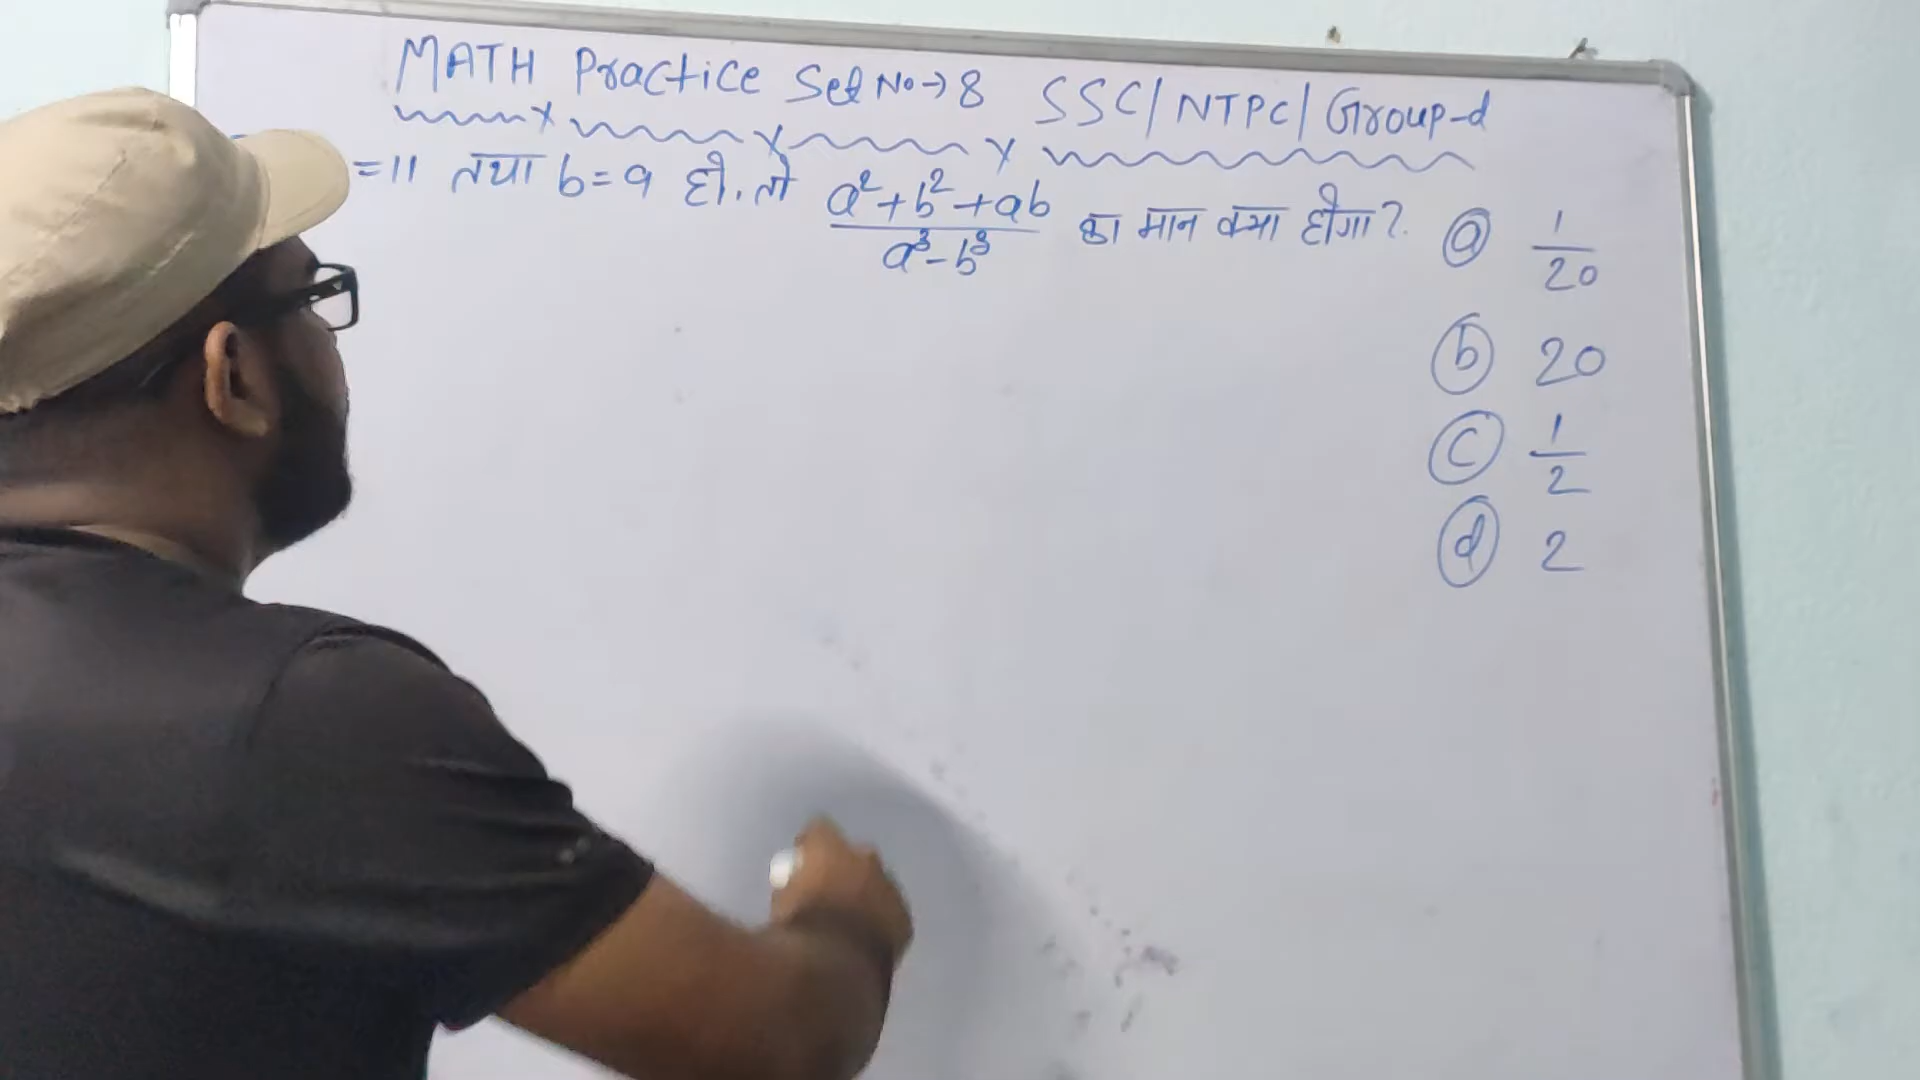 MATH Practice Set No→8 SSC/NTPC/Group-d
=11 तथा b=9 हो, तो a²+b²+ab/a³-b³ का मान क्या होगा?
ⓐ 1/20
ⓑ 20
ⓒ 1/2
ⓓ 2